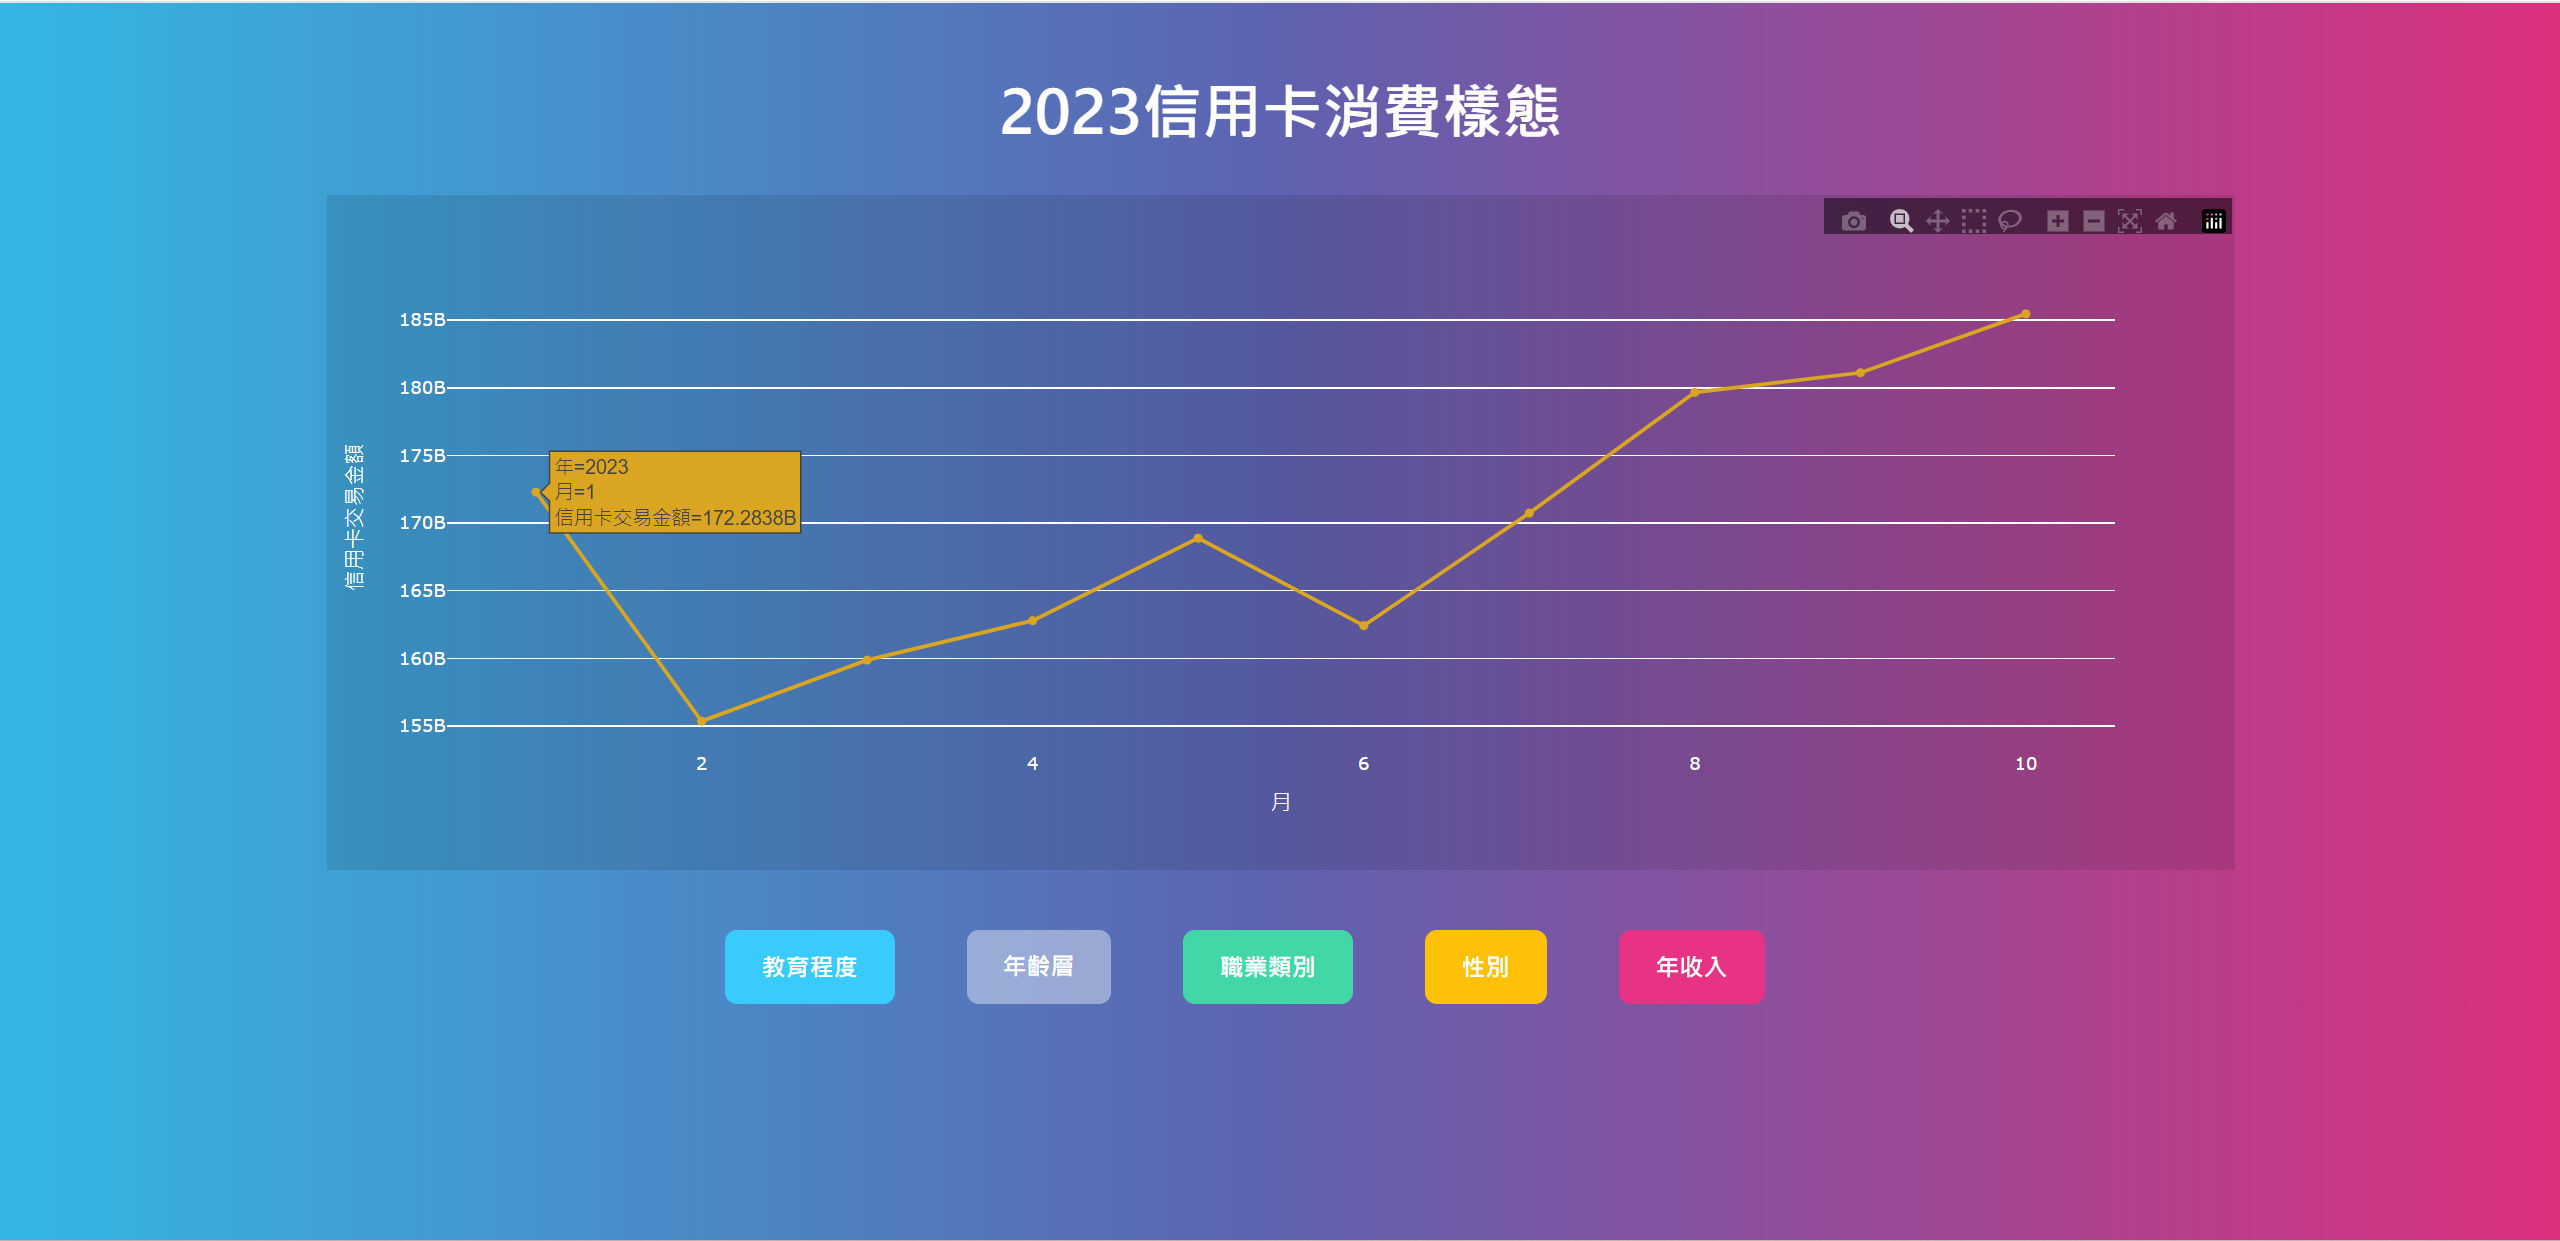 2023信用卡消費樣態
185B
180B
175B
170B
165B
160B
155B
信用卡交易金額
年=2023
月=1
信用卡交易金額=172.2838B
2
4
6
8
10
月
教育程度
年齡層
職業類別
性別
年收入